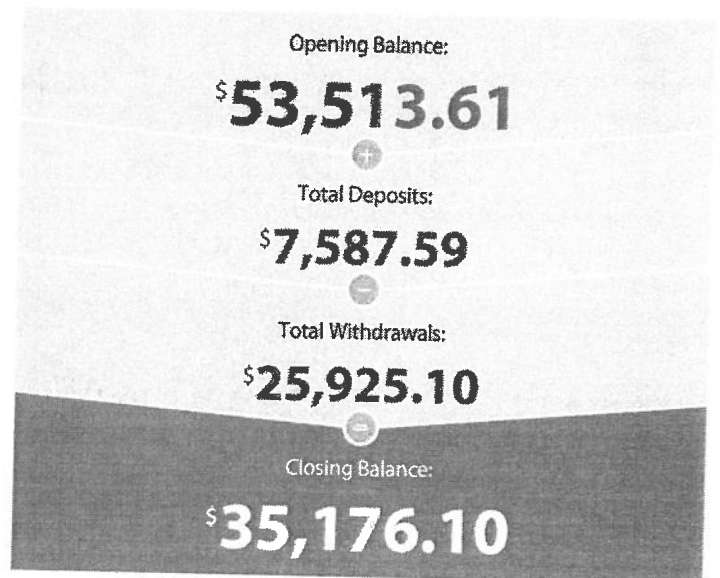 Opening Balance:
$53,513.61
+
Total Deposits:
$7,587.59
−
Total Withdrawals:
$25,925.10
=
Closing Balance:
$35,176.10